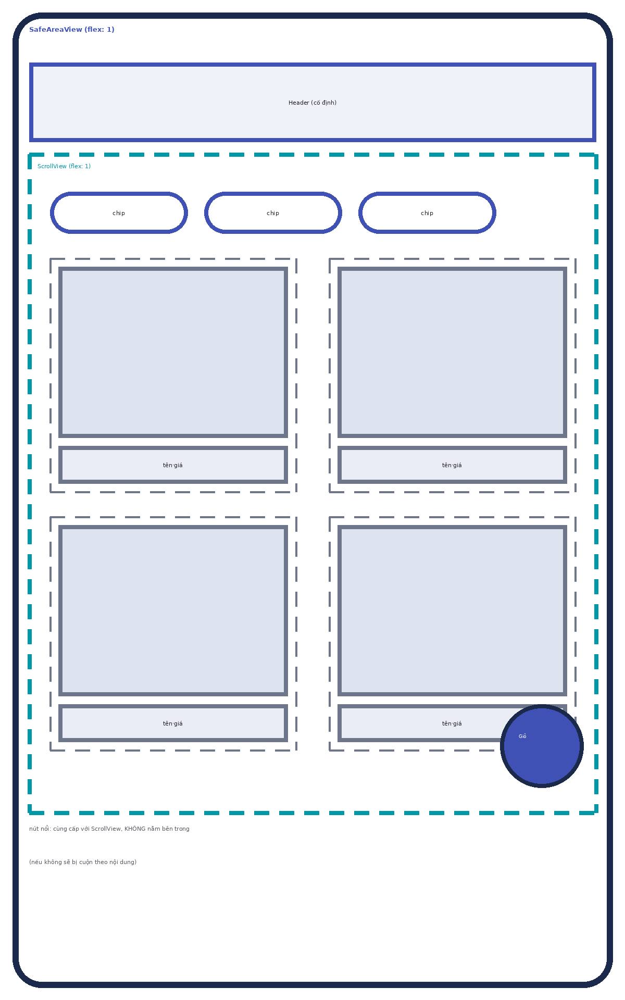 SafeAreaView (flex: 1)
Header (cố định)
ScrollView (flex: 1)
chip
chip
chip
tên·giá
tên·giá
tên·giá
tên·giá
Giỏ
nút nổi: cùng cấp với ScrollView, KHÔNG nằm bên trong
(nếu không sẽ bị cuộn theo nội dung)